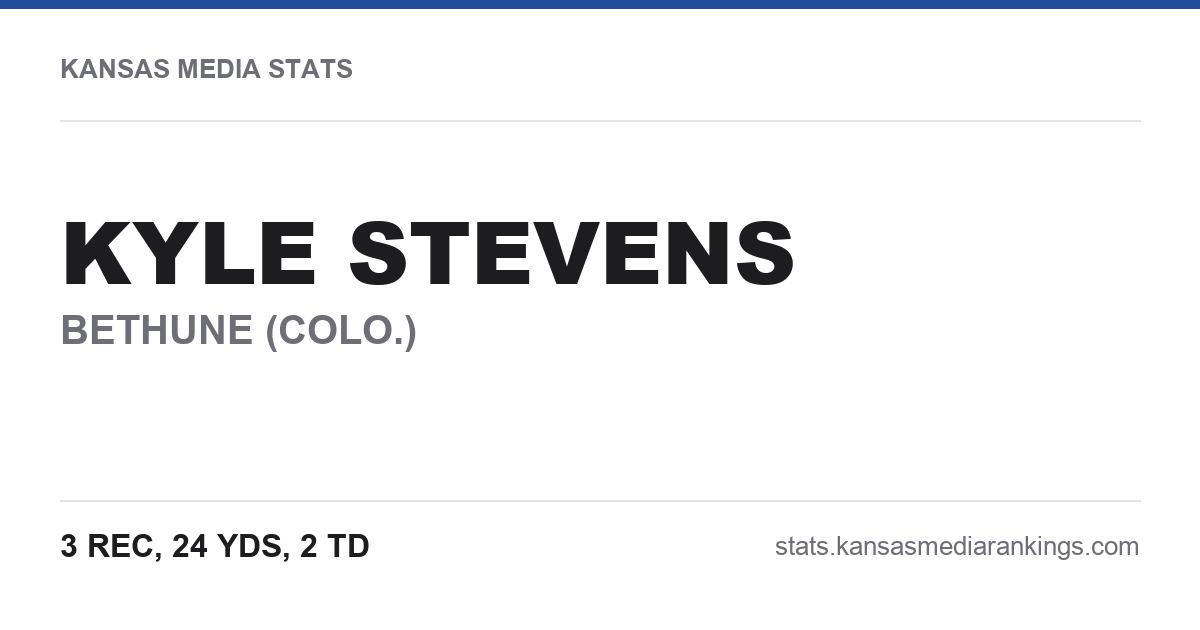 KANSAS MEDIA STATS
KYLE STEVENS
BETHUNE (COLO.)
3 REC, 24 YDS, 2 TD
stats.kansasmediarankings.com